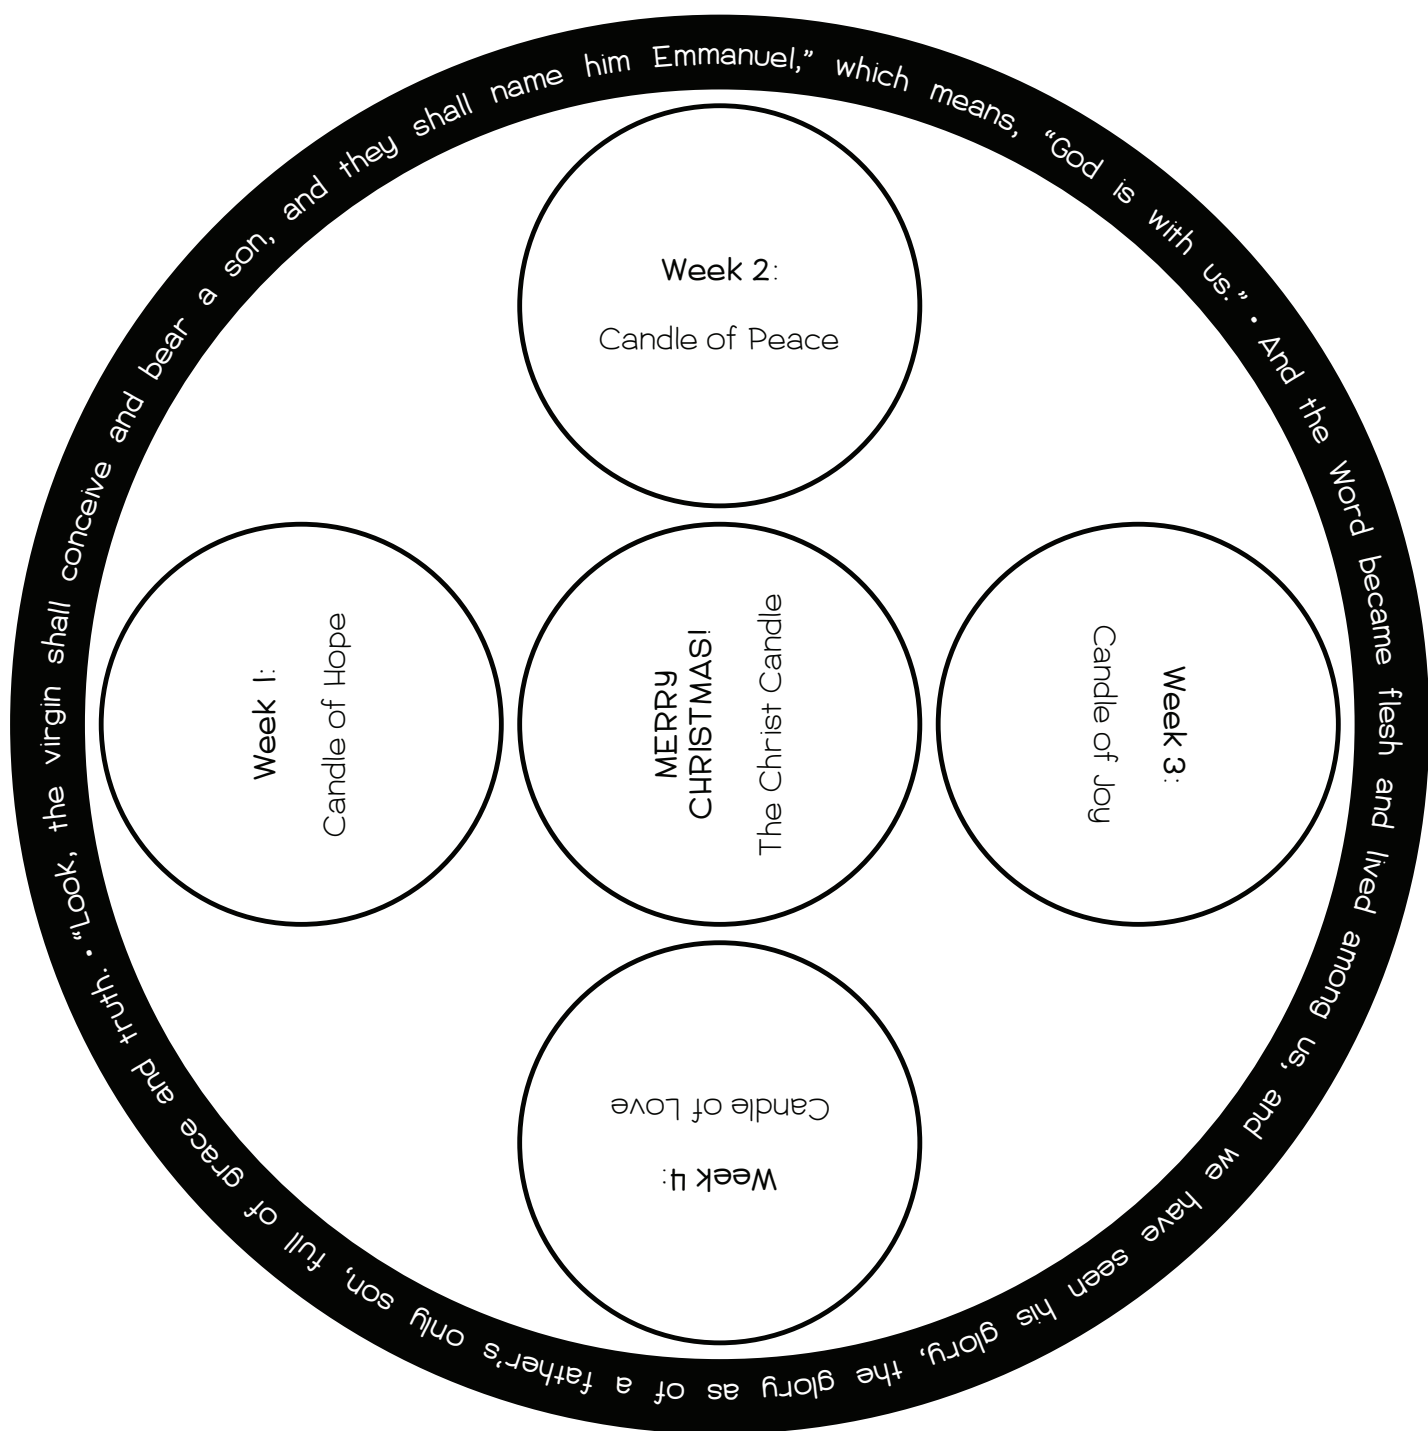 “Look, the virgin shall conceive and bear a son, and they shall name him Emmanuel,” which means, “God is with us.” • And the Word became flesh and lived among us, and we have seen his glory, the glory as of a father’s only son, full of grace and truth. •
Week 1:
Candle of Hope
Week 2:
Candle of Peace
Week 3:
Candle of Joy
Week 4:
Candle of Love
MERRY
CHRISTMAS!
The Christ Candle